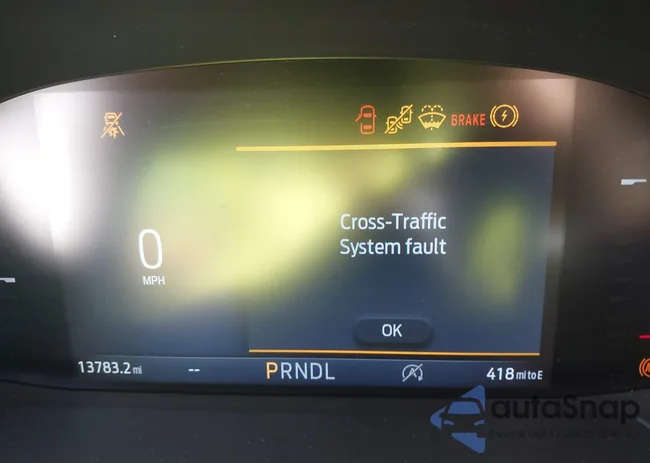 BRAKE
0
MPH
Cross-Traffic
System fault
OK
13783.2 mi
--
PRNDL
418 mi to E
autoSnap